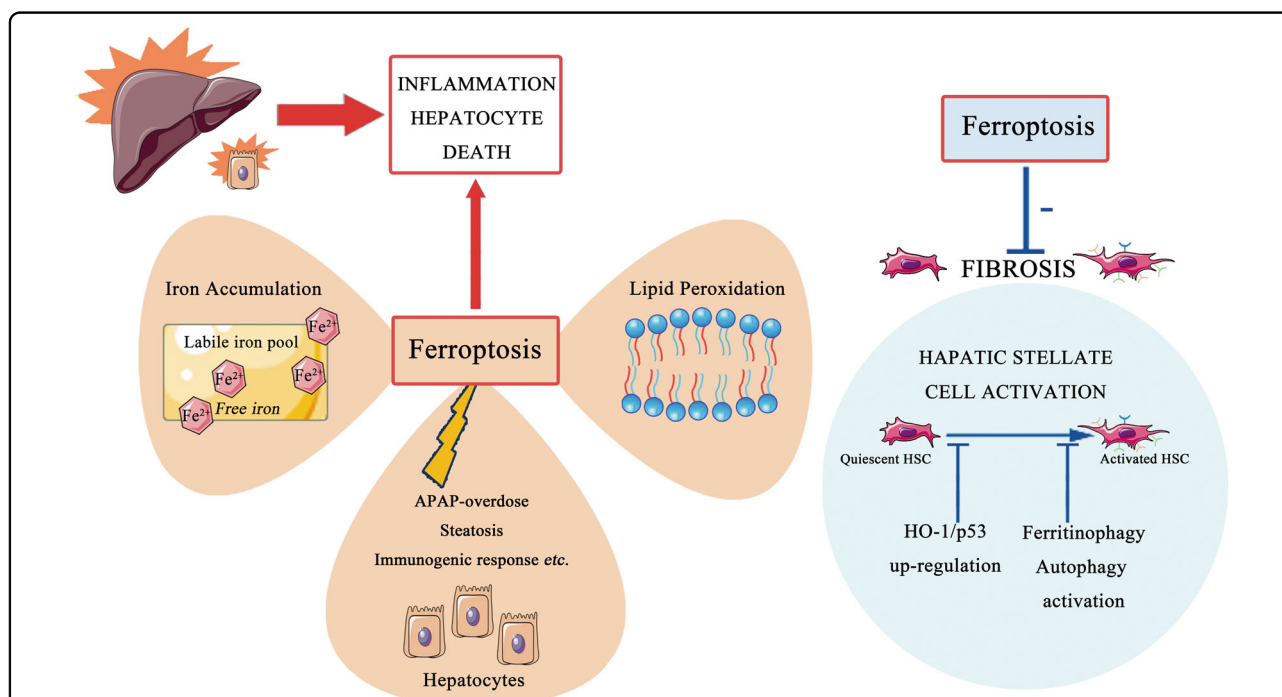 INFLAMMATION
HEPATOCYTE
DEATH
Iron Accumulation
Fe²⁺
Labile iron pool
Fe²⁺
Fe²⁺
Free iron
Fe²⁺
Ferroptosis
Lipid Peroxidation
APAP-overdose
Steatosis
Immunogenic response etc.
Hepatocytes
Ferroptosis
-
FIBROSIS
HAPATIC STELLATE
CELL ACTIVATION
Quiescent HSC
Activated HSC
HO-1/p53
up-regulation
Ferritinophagy
Autophagy
activation